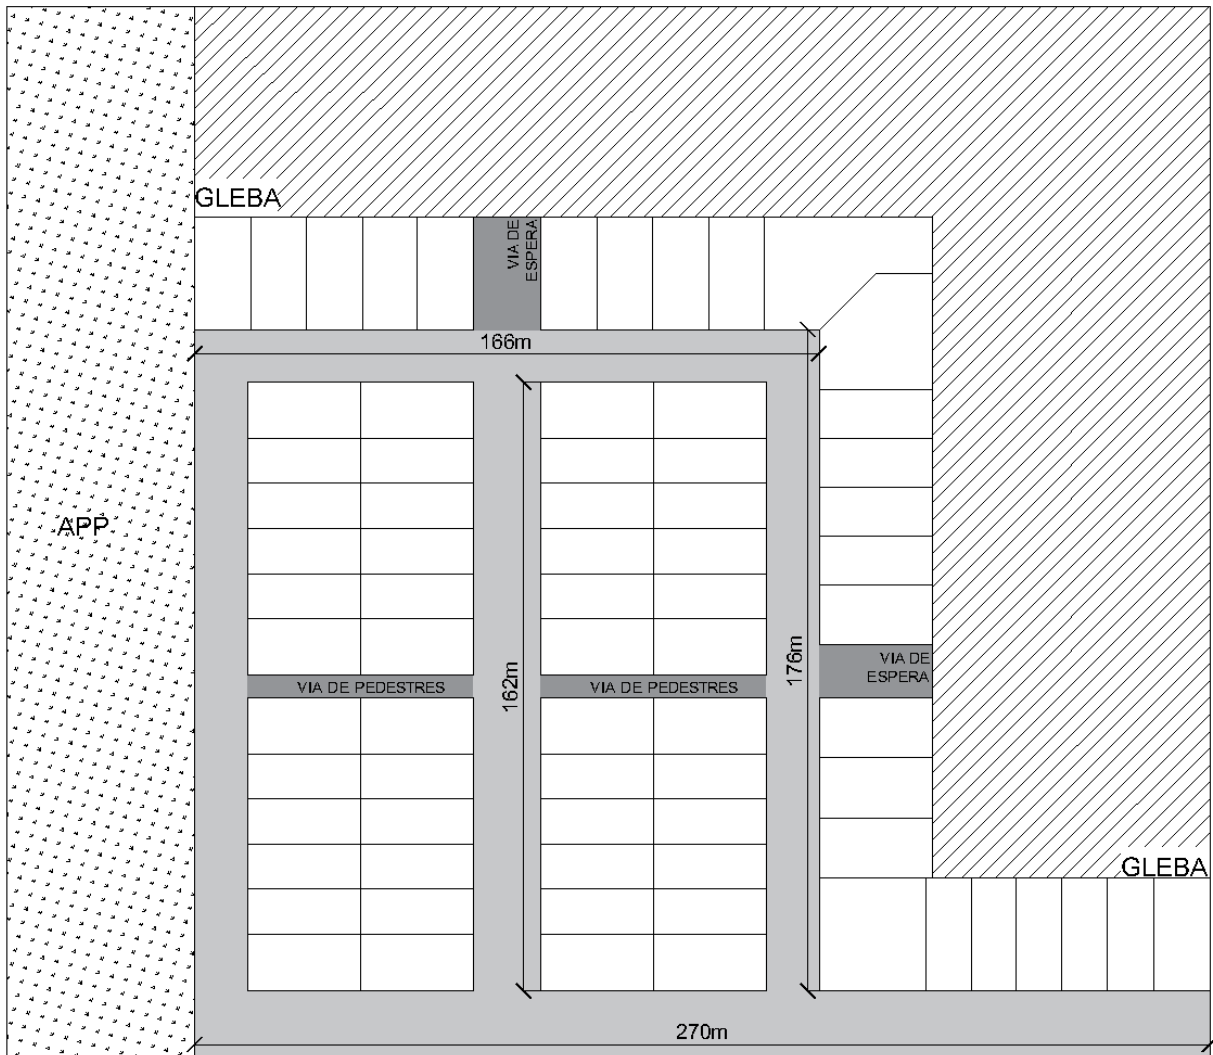 GLEBA
VIA DE
ESPERA
166m
APP
162m
176m
VIA DE PEDESTRES
VIA DE PEDESTRES
VIA DE
ESPERA
GLEBA
270m